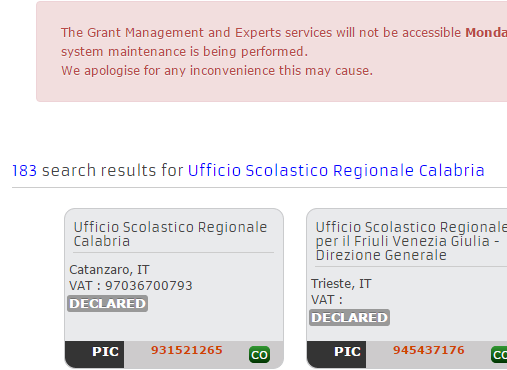 The Grant Management and Experts services will not be accessible
system maintenance is being performed.
We apologise for any inconvenience this may cause.
183 search results for Ufficio Scolastico Regionale Calabria
Ufficio Scolastico Regionale
Calabria
Catanzaro, IT
VAT : 97036700793
DECLARED
PIC 931521265 CO
Ufficio Scolastico Regionale
per il Friuli Venezia Giulia -
Direzione Generale
Trieste, IT
VAT :
DECLARED
PIC 945437176